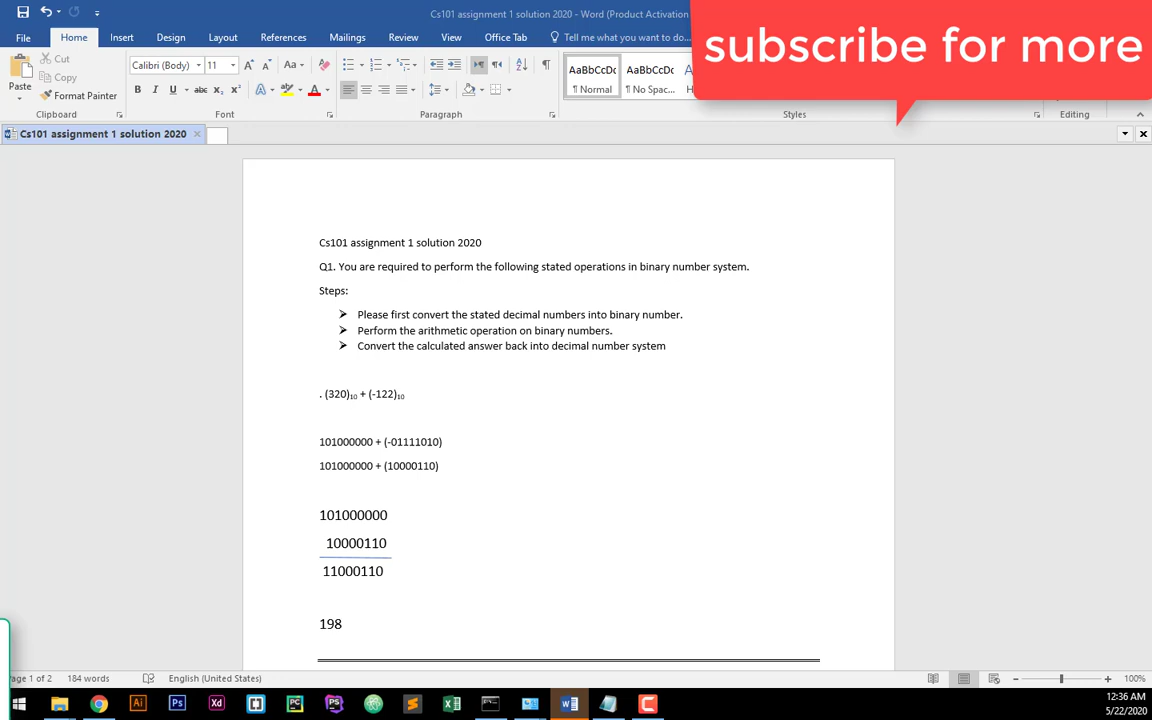 Cs101 assignment 1 solution 2020 - Word (Product Activation
subscribe for more
File Home Insert Design Layout References Mailings Review View Office Tab Tell me what you want to do...
Cut
Copy
Paste
Format Painter
Calibri (Body) 11
AaBbCcDc AaBbCcDc
¶ Normal ¶ No Spac...
Clipboard Font Paragraph Styles Editing
Cs101 assignment 1 solution 2020
Cs101 assignment 1 solution 2020
Q1. You are required to perform the following stated operations in binary number system.
Steps:
Please first convert the stated decimal numbers into binary number.
Perform the arithmetic operation on binary numbers.
Convert the calculated answer back into decimal number system
. (320)₁₀ + (-122)₁₀
101000000 + (-01111010)
101000000 + (10000110)
101000000
10000110
11000110
198
age 1 of 2 184 words English (United States) 100%
12:36 AM
5/22/2020